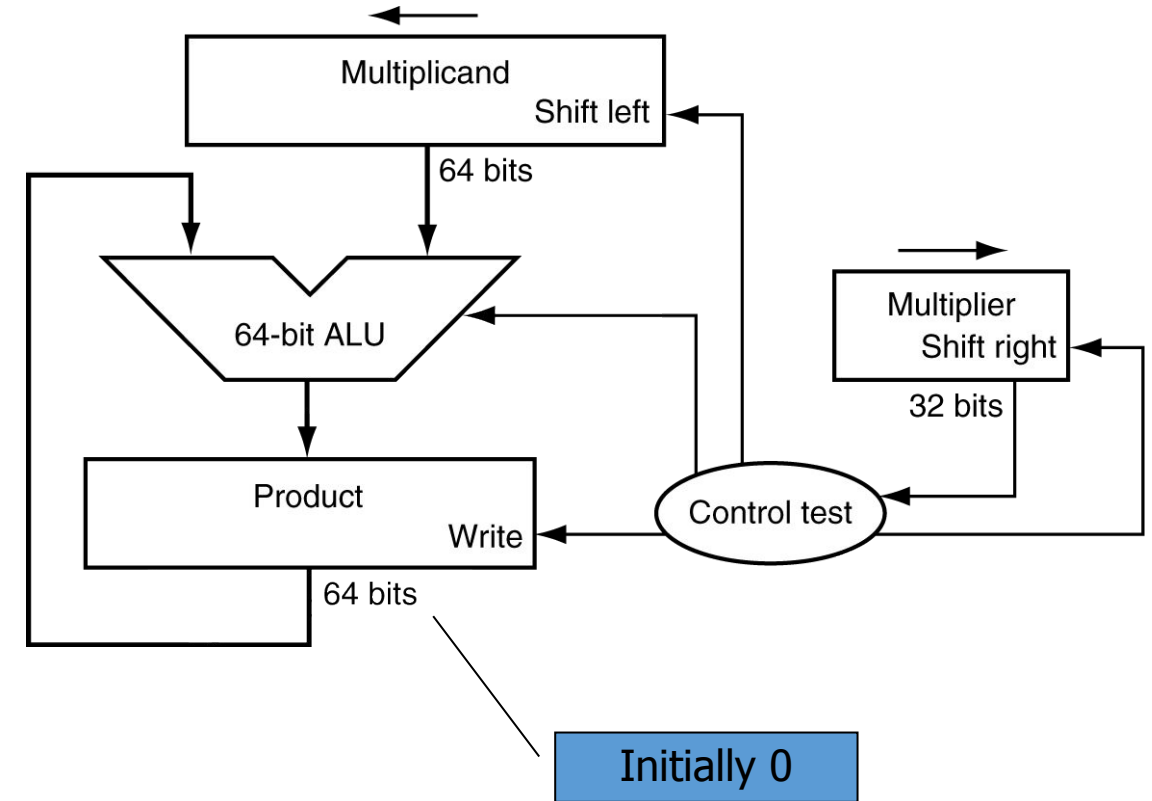 Multiplicand
Shift left
64 bits
64-bit ALU
Multiplier
Shift right
32 bits
Product
Write
Control test
64 bits
Initially 0